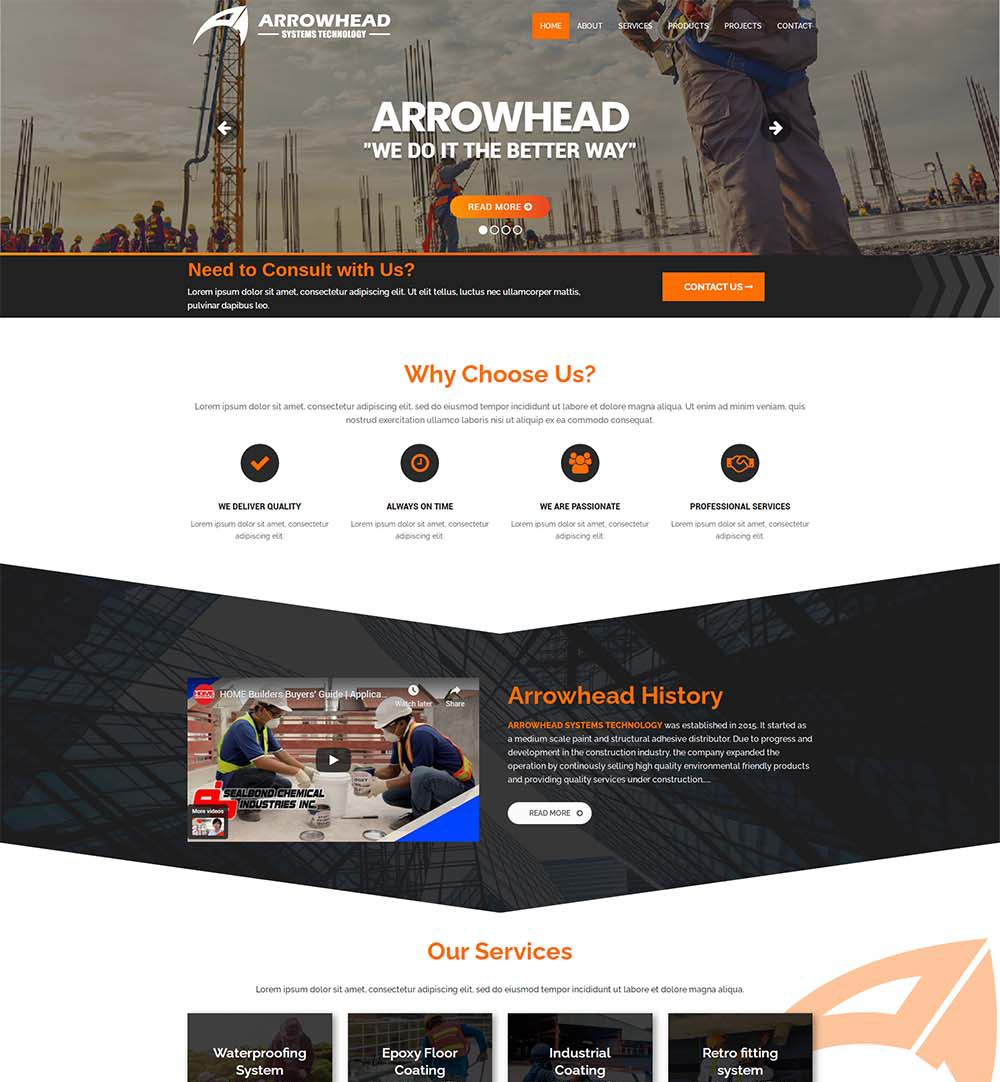 ARROWHEAD
SYSTEMS TECHNOLOGY
HOME ABOUT SERVICES PRODUCTS PROJECTS CONTACT
ARROWHEAD
"WE DO IT THE BETTER WAY"
READ MORE
Need to Consult with Us?
Lorem ipsum dolor sit amet, consectetur adipiscing elit. Ut elit tellus, luctus nec ullamcorper mattis,
pulvinar dapibus leo.
CONTACT US
Why Choose Us?
Lorem ipsum dolor sit amet, consectetur adipiscing elit, sed do eiusmod tempor incididunt ut labore et dolore magna aliqua. Ut enim ad minim veniam, quis
nostrud exercitation ullamco laboris nisi ut aliquip ex ea commodo consequat.
WE DELIVER QUALITY
Lorem ipsum dolor sit amet, consectetur
adipiscing elit
ALWAYS ON TIME
Lorem ipsum dolor sit amet, consectetur
adipiscing elit.
WE ARE PASSIONATE
Lorem ipsum dolor sit amet, consectetur
adipiscing elit.
PROFESSIONAL SERVICES
Lorem ipsum dolor sit amet, consectetur
adipiscing elit.
HOME
HOME Builders Buyers' Guide | Applica...
Watch later
Share
SEALBOND CHEMICAL
INDUSTRIES INC.
More videos
Arrowhead History
ARROWHEAD SYSTEMS TECHNOLOGY was established in 2015. It started as
a medium scale paint and structural adhesive distributor. Due to progress and
development in the construction industry, the company expanded the
operation by continously selling high quality environmental friendly products
and providing quality services under construction.....
READ MORE
Our Services
Lorem ipsum dolor sit amet, consectetur adipiscing elit, sed do eiusmod tempor incididunt ut labore et dolore magna aliqua.
Waterproofing
System
Epoxy Floor
Coating
Industrial
Coating
Retro fitting
system